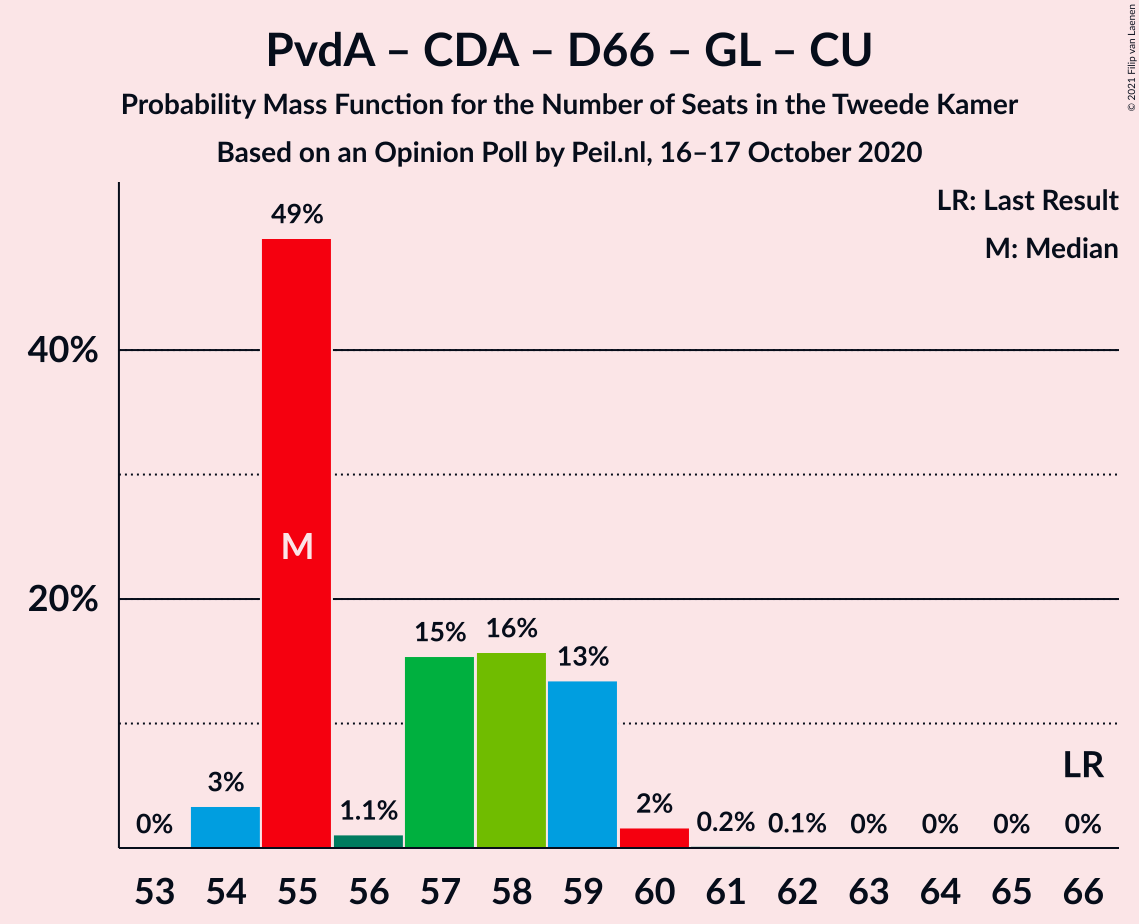 PvdA – CDA – D66 – GL – CU
Probability Mass Function for the Number of Seats in the Tweede Kamer
Based on an Opinion Poll by Peil.nl, 16–17 October 2020
© 2021 Filip van Laenen
LR: Last Result
M: Median
40%
20%
0%
3%
49%
1.1%
15%
16%
13%
2%
0.2%
0.1%
0%
0%
0%
0%
M
LR
53 54 55 56 57 58 59 60 61 62 63 64 65 66